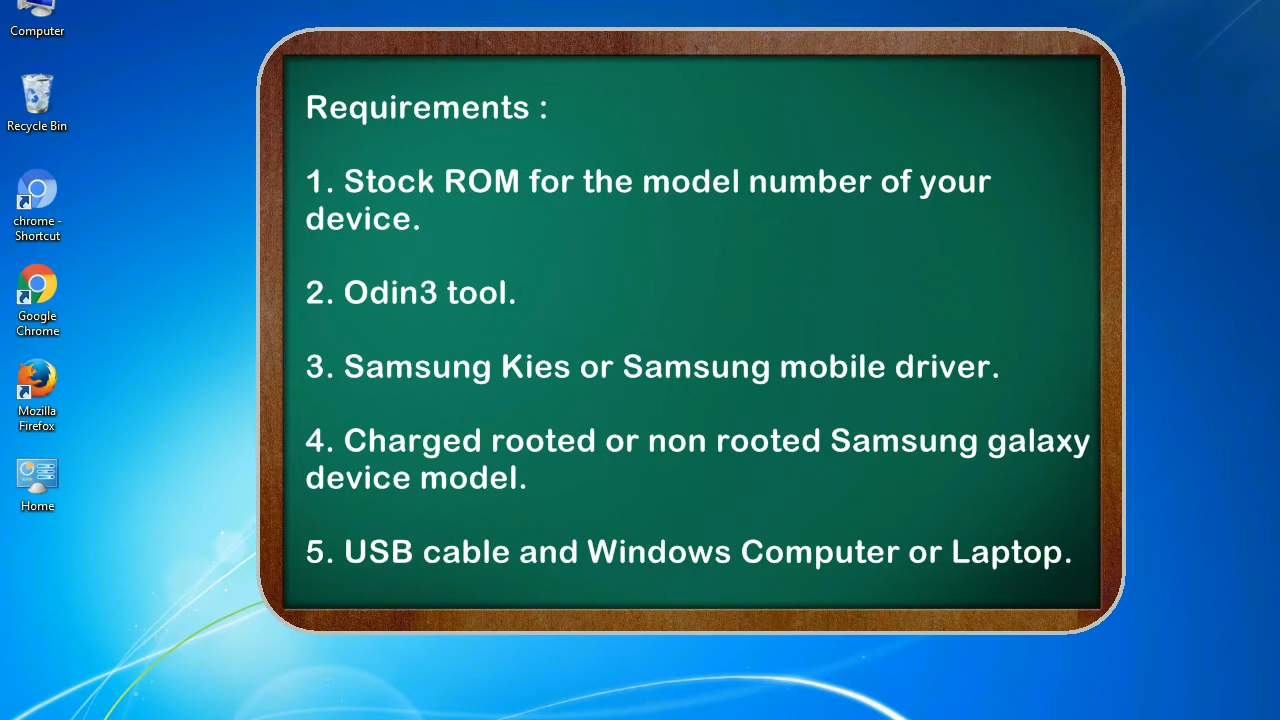 Computer
Recycle Bin
chrome -
Shortcut
Google
Chrome
Mozilla
Firefox
Home
Requirements :
1. Stock ROM for the model number of your
device.
2. Odin3 tool.
3. Samsung Kies or Samsung mobile driver.
4. Charged rooted or non rooted Samsung galaxy
device model.
5. USB cable and Windows Computer or Laptop.